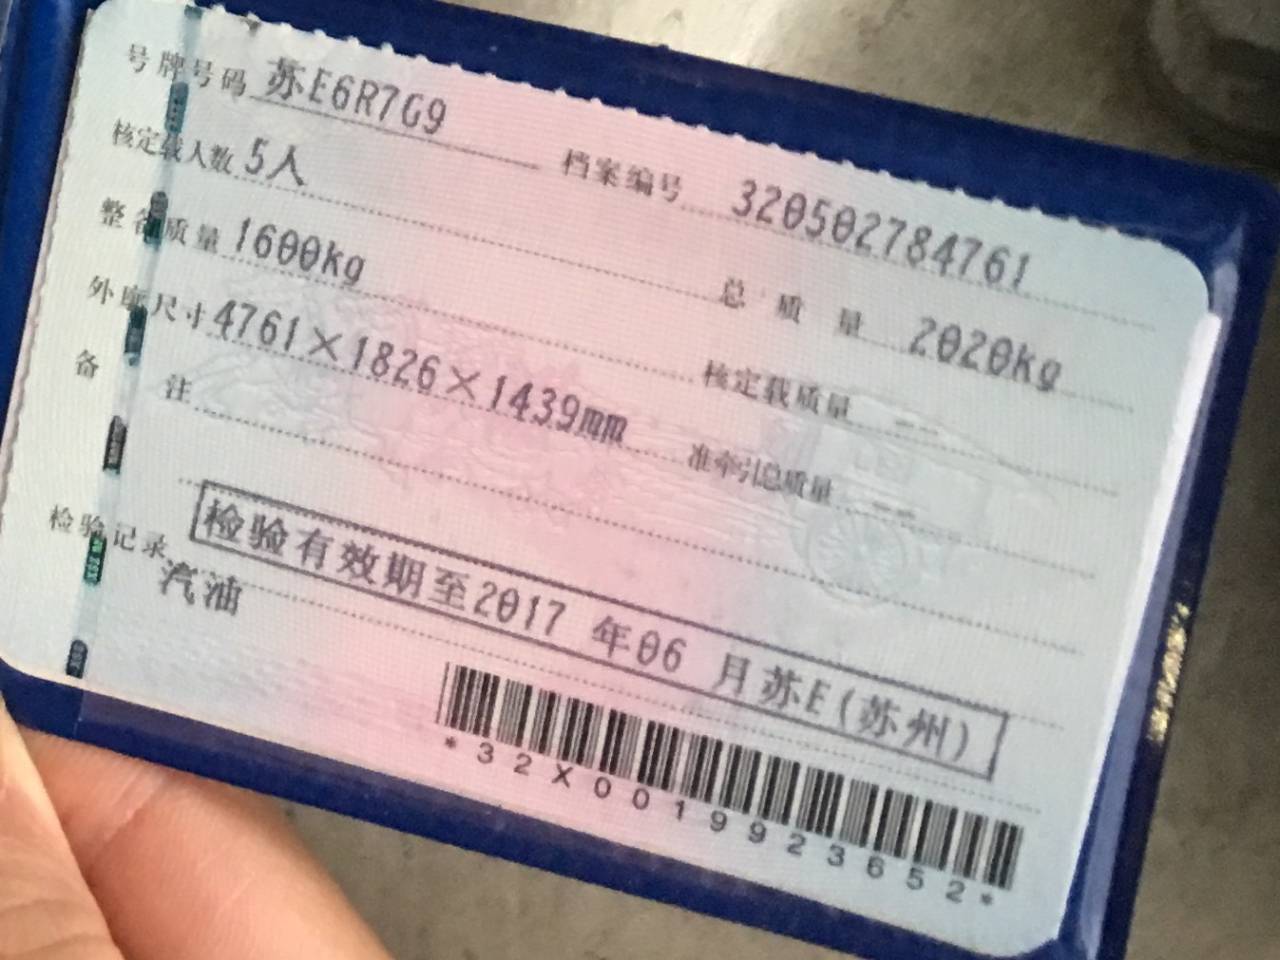 号牌号码 苏E6R7G9 档案编号 320502784761
核定载人数 5人 总质量 2020kg
整备质量 1600kg 核定载质量 --
外廓尺寸 4761×1826×1439mm 准牵引总质量 --
备注
检验记录 检验有效期至2017 年06 月苏E(苏州)
汽油
*32X0019923652*